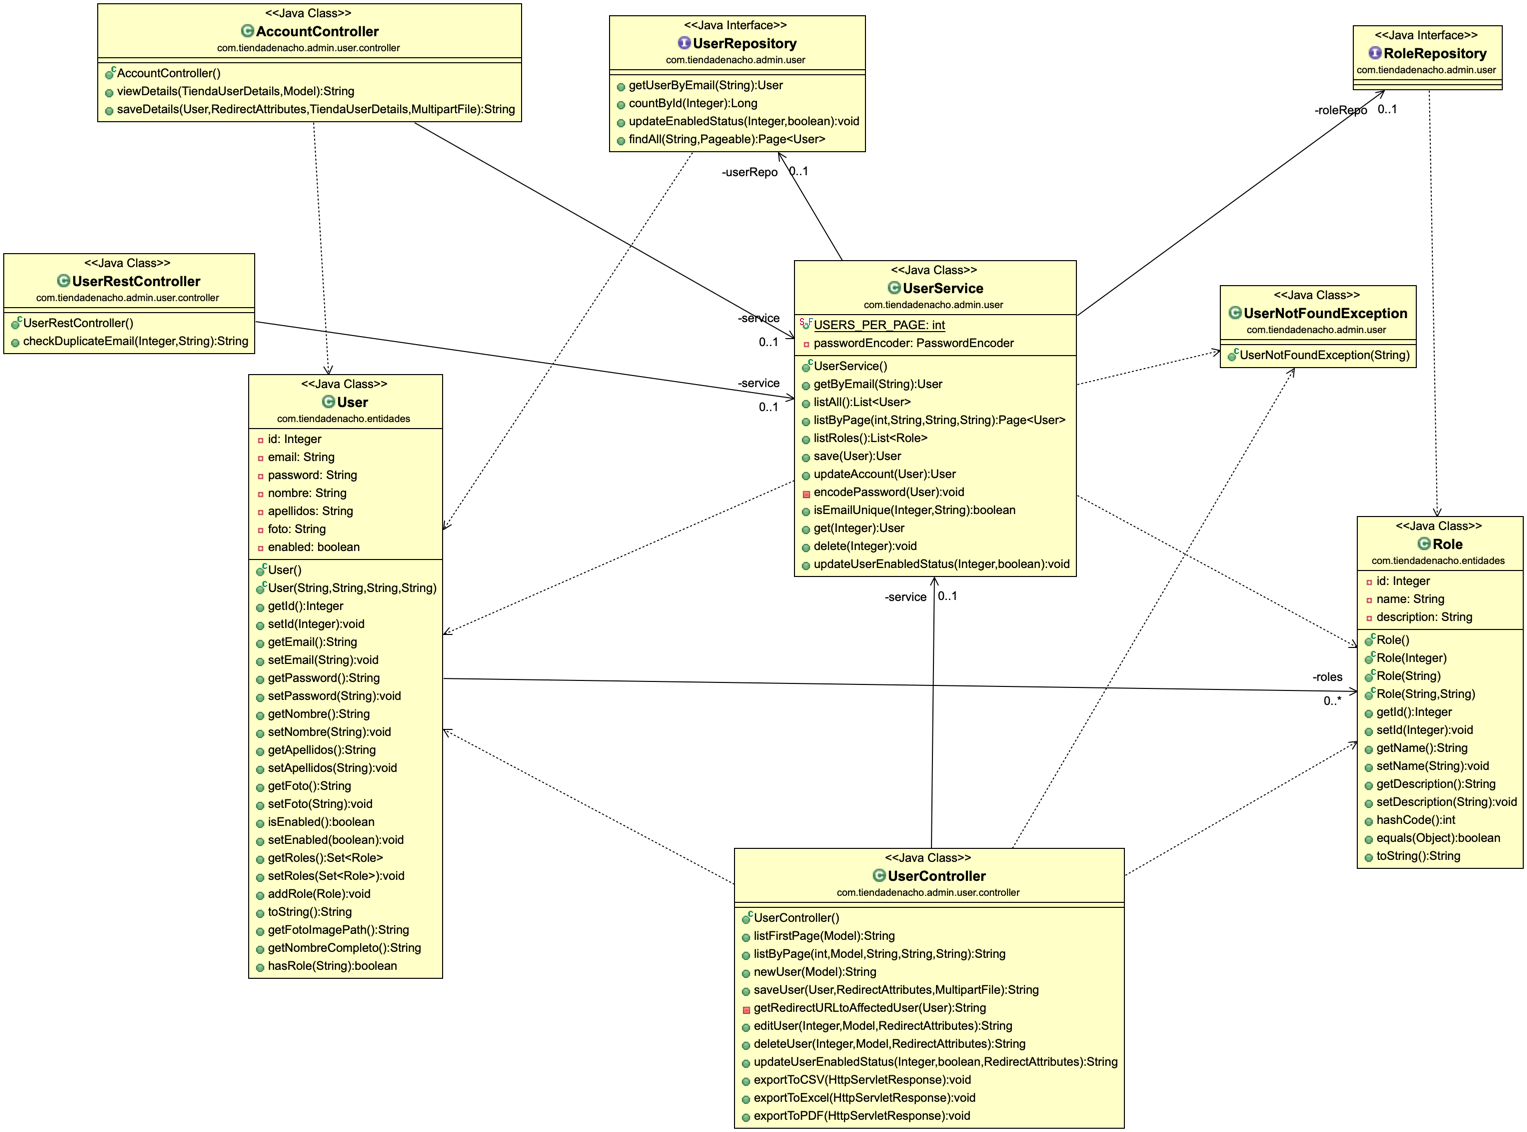 <<Java Class>>
AccountController
com.tiendadenacho.admin.user.controller
AccountController()
viewDetails(TiendaUserDetails,Model):String
saveDetails(User,RedirectAttributes,TiendaUserDetails,MultipartFile):String
<<Java Interface>>
UserRepository
com.tiendadenacho.admin.user
getUserByEmail(String):User
countById(Integer):Long
updateEnabledStatus(Integer,boolean):void
findAll(String,Pageable):Page<User>
<<Java Interface>>
RoleRepository
com.tiendadenacho.admin.user
-roleRepo
0..1
-userRepo
0..1
<<Java Class>>
UserRestController
com.tiendadenacho.admin.user.controller
UserRestController()
checkDuplicateEmail(Integer,String):String
-service
0..1
-service
0..1
<<Java Class>>
UserService
com.tiendadenacho.admin.user
USERS_PER_PAGE: int
passwordEncoder: PasswordEncoder
UserService()
getByEmail(String):User
listAll():List<User>
listByPage(int,String,String,String):Page<User>
listRoles():List<Role>
save(User):User
updateAccount(User):User
encodePassword(User):void
isEmailUnique(Integer,String):boolean
get(Integer):User
delete(Integer):void
updateUserEnabledStatus(Integer,boolean):void
<<Java Class>>
UserNotFoundException
com.tiendadenacho.admin.user
UserNotFoundException(String)
<<Java Class>>
User
com.tiendadenacho.entidades
id: Integer
email: String
password: String
nombre: String
apellidos: String
foto: String
enabled: boolean
User()
User(String,String,String,String)
getId():Integer
setId(Integer):void
getEmail():String
setEmail(String):void
getPassword():String
setPassword(String):void
getNombre():String
setNombre(String):void
getApellidos():String
setApellidos(String):void
getFoto():String
setFoto(String):void
isEnabled():boolean
setEnabled(boolean):void
getRoles():Set<Role>
setRoles(Set<Role>):void
addRole(Role):void
toString():String
getFotoImagePath():String
getNombreCompleto():String
hasRole(String):boolean
-service
0..1
-roles
0..*
<<Java Class>>
Role
com.tiendadenacho.entidades
id: Integer
name: String
description: String
Role()
Role(Integer)
Role(String)
Role(String,String)
getId():Integer
setId(Integer):void
getName():String
setName(String):void
getDescription():String
setDescription(String):void
hashCode():int
equals(Object):boolean
toString():String
<<Java Class>>
UserController
com.tiendadenacho.admin.user.controller
UserController()
listFirstPage(Model):String
listByPage(int,Model,String,String,String):String
newUser(Model):String
saveUser(User,RedirectAttributes,MultipartFile):String
getRedirectURLtoAffectedUser(User):String
editUser(Integer,Model,RedirectAttributes):String
deleteUser(Integer,Model,RedirectAttributes):String
updateUserEnabledStatus(Integer,boolean,RedirectAttributes):String
exportToCSV(HttpServletResponse):void
exportToExcel(HttpServletResponse):void
exportToPDF(HttpServletResponse):void